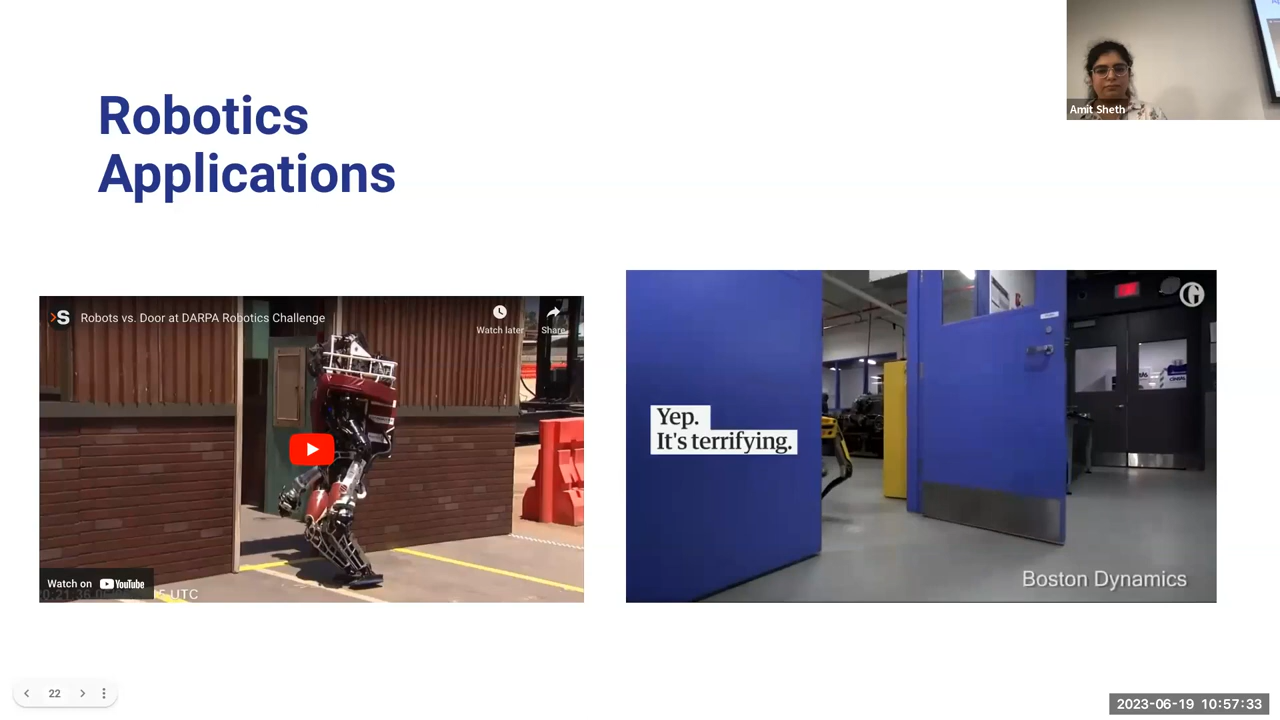 Robotics
Applications
Amit Sheth
S
Robots vs. Door at DARPA Robotics Challenge
Watch later
Share
Watch on YouTube
UTC
Yep.
It's terrifying.
Boston Dynamics
22
2023-06-19 10:57:33